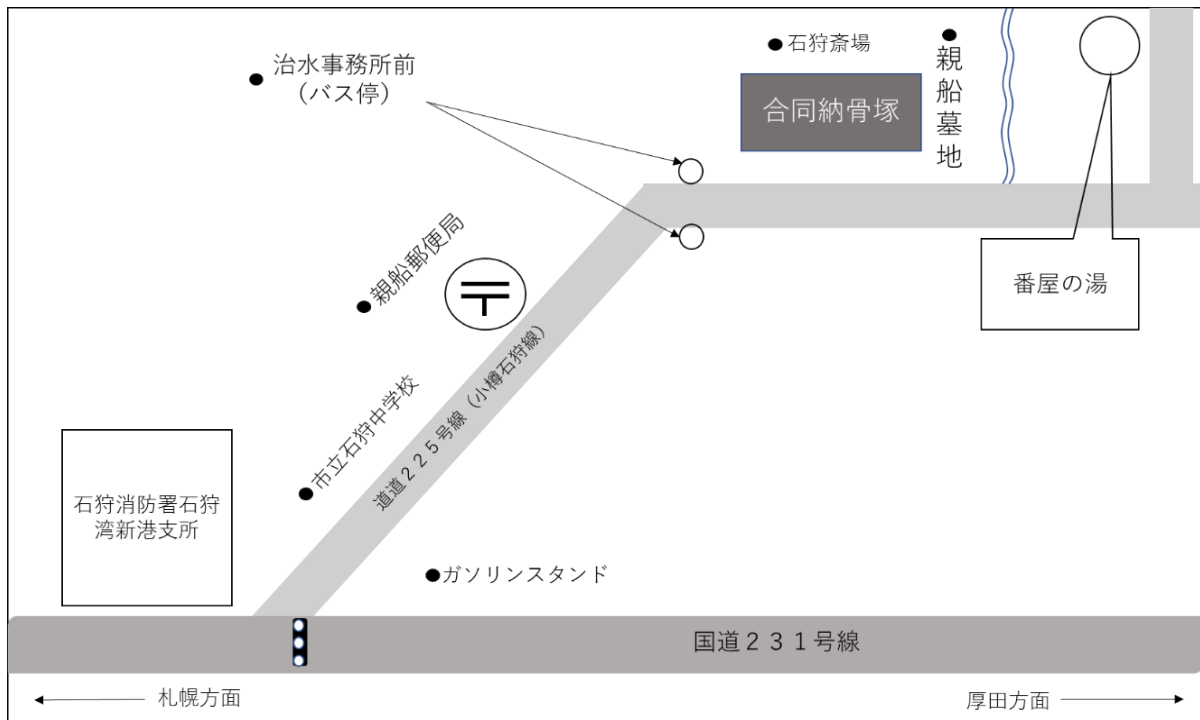 治水事務所前
（バス停）
石狩斎場
合同納骨塚
親船墓地
番屋の湯
親船郵便局
〒
市立石狩中学校
道道２２５号線（小樽石狩線）
石狩消防署石狩
湾新港支所
ガソリンスタンド
国道２３１号線
札幌方面
厚田方面